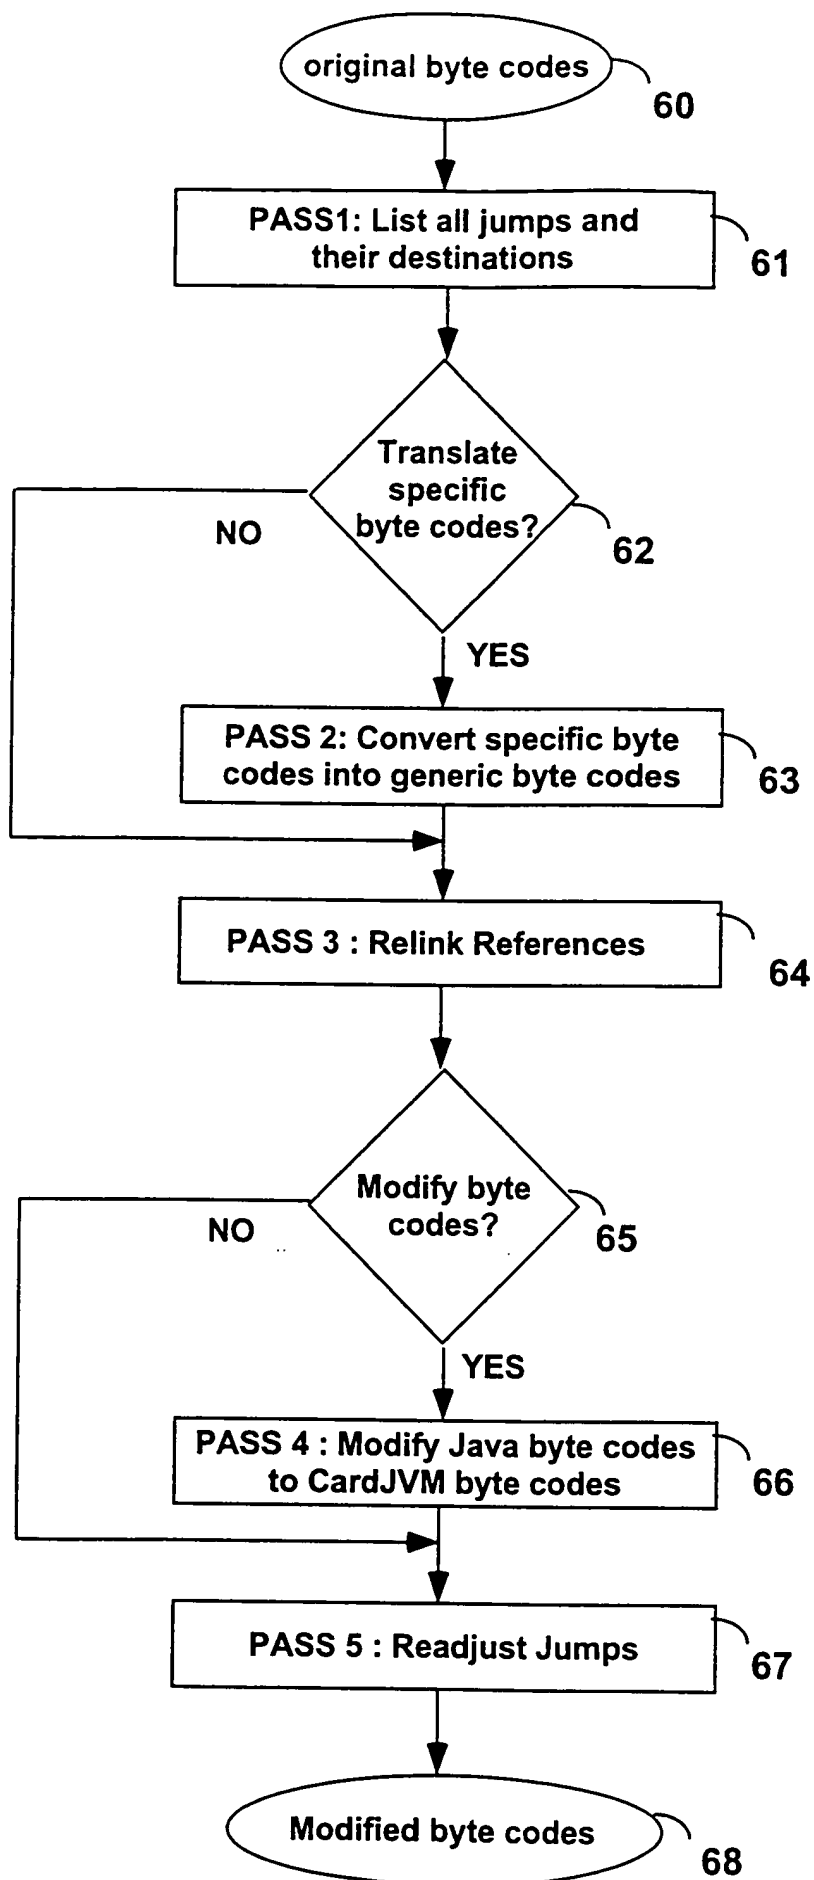 original byte codes
60
PASS1: List all jumps and
their destinations
61
Translate
specific
byte codes?
62
NO
YES
PASS 2: Convert specific byte
codes into generic byte codes
63
PASS 3 : Relink References
64
Modify byte
codes?
65
NO
YES
PASS 4 : Modify Java byte codes
to CardJVM byte codes
66
PASS 5 : Readjust Jumps
67
Modified byte codes
68